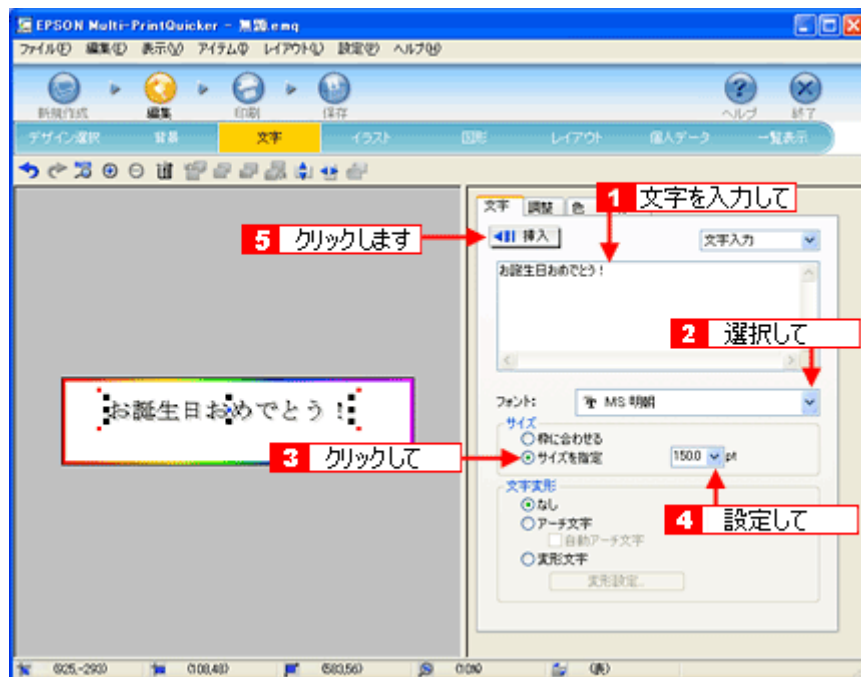 EPSON Multi-PrintQuicker - 無題.emq
ファイル(F) 編集(E) 表示(V) アイテム(I) レイアウト(L) 設定(P) ヘルプ(H)
新規作成 編集 印刷 保存 ヘルプ 終了
デザイン選択 背景 文字 イラスト 図形 レイアウト 個人データ 一覧表示
文字 調整 色
1 文字を入力して
5 クリックします
挿入 文字入力
お誕生日おめでとう!
2 選択して
フォント: MS 明朝
お誕生日おめでとう!
サイズ
枠に合わせる
3 クリックして
サイズを指定 150.0 pt
文字変形
なし
4 設定して
アーチ文字
自動アーチ文字
変形文字
変形設定...
(925,-293) (108,48) (583,56) (表)